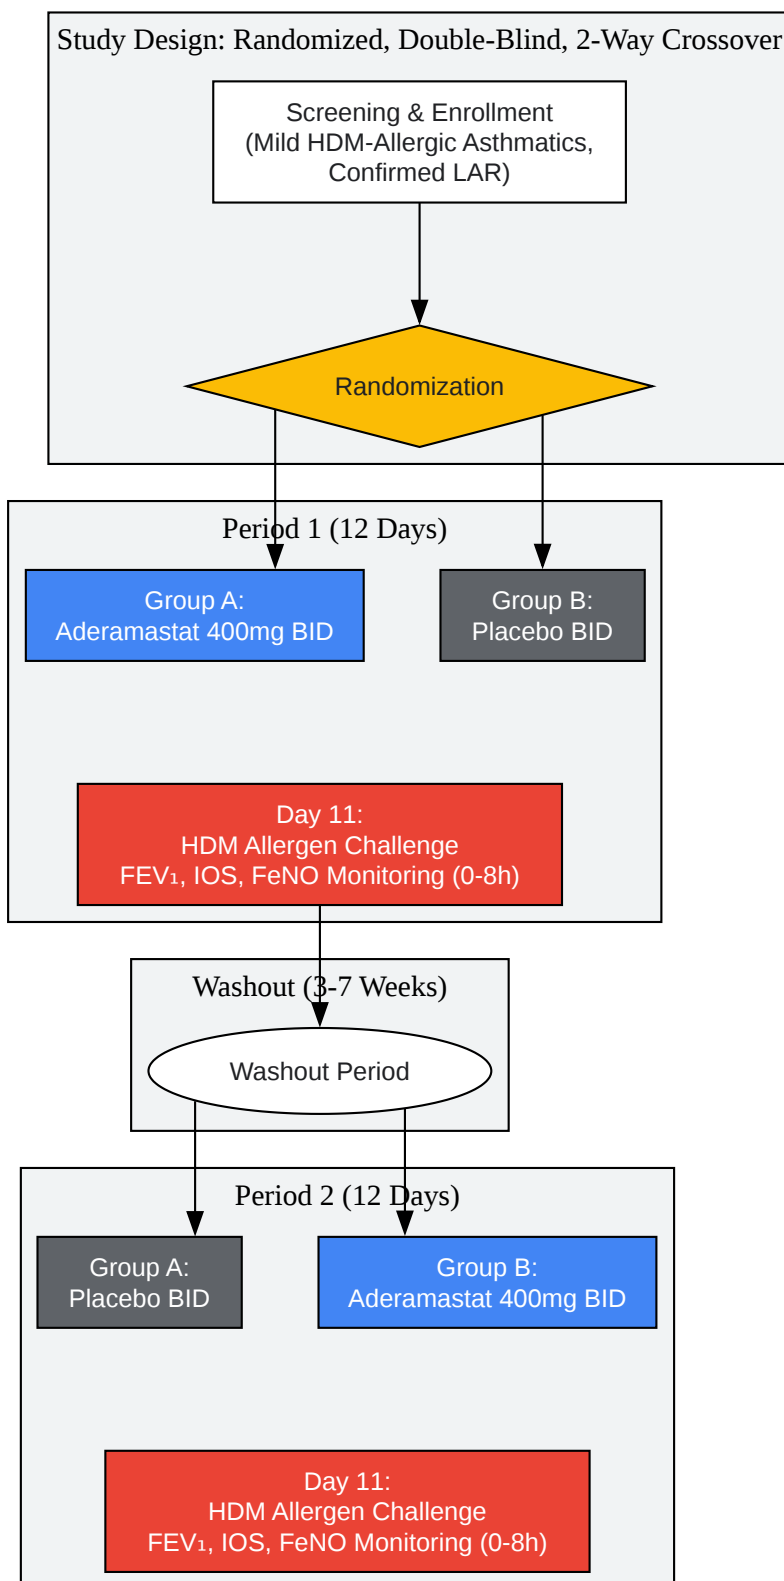 Study Design: Randomized, Double-Blind, 2-Way Crossover
Screening & Enrollment
(Mild HDM-Allergic Asthmatics,
Confirmed LAR)
Randomization
Period 1 (12 Days)
Group A:
Aderamastat 400mg BID
Group B:
Placebo BID
Day 11:
HDM Allergen Challenge
FEV₁, IOS, FeNO Monitoring (0-8h)
Washout (3-7 Weeks)
Washout Period
Period 2 (12 Days)
Group A:
Placebo BID
Group B:
Aderamastat 400mg BID
Day 11:
HDM Allergen Challenge
FEV₁, IOS, FeNO Monitoring (0-8h)